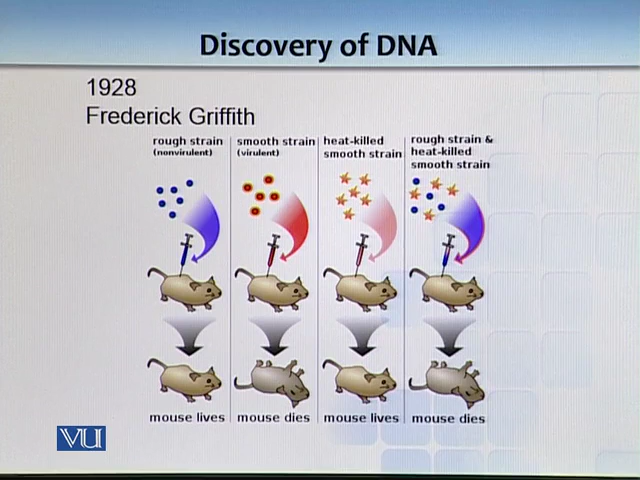 Discovery of DNA
1928
Frederick Griffith
rough strain
(nonvirulent)
smooth strain
(virulent)
heat-killed
smooth strain
rough strain &
heat-killed
smooth strain
mouse lives
mouse dies
mouse lives
mouse dies
VU